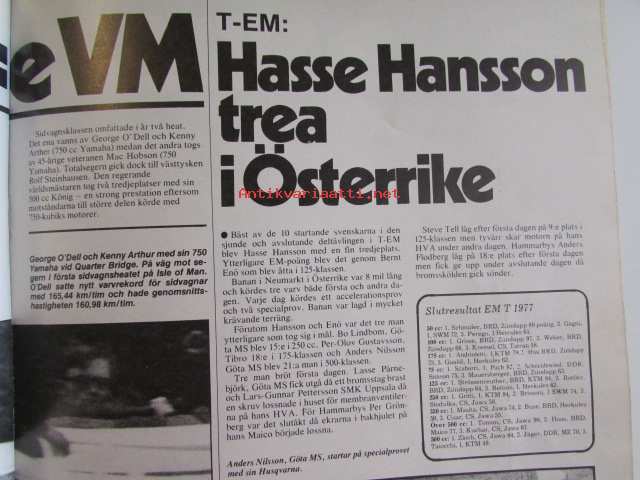 e VM
Sidvagnsklassen omfattade i år två heat.
Det ena vanns av George O'Dell och Kenny
Arther (750 cc Yamaha) medan det andra togs
av 45-årige veteranen Mac Hobson (750
Yamaha). Totalsegern gick dock till västtysken
Rolf Steinhausen. Den regerande
världsmästaren tog två tredjeplatser med sin
500 cc König – en strong prestation eftersom
motståndarna till större delen körde med
750-kubiks motorer.
George O'Dell och Kenny Arthur med sin 750
Yamaha vid Quarter Bridge. På väg mot se-
gern i första sidvagnsheatet på Isle of Man.
O'Dell satte nytt varvrekord för sidvagnar
med 165,44 km/tim och hade genomsnitts-
hastigheten 160,98 km/tim.
T-EM:
Hasse Hansson
trea
i Österrike
Antikvariaatti.net
● Bäst av de 10 startande svenskarna i den
sjunde och avslutande deltävlingen i T-EM
blev Hasse Hansson med en fin tredjeplats.
Ytterligare EM-poäng blev det genom Bernt
Enö som blev åtta i 125-klassen.
Banan i Neumarkt i Österrike var 8 mil lång
och kördes tre varv både första och andra da-
gen. Varje dag kördes ett accelerationsprov
och två specialprov. Banan var lagd i mycket
krävande terräng.
Förutom Hansson och Enö var det tre man
ytterligare som tog sig i mål. Bo Lindbom, Gö-
ta MS blev 15:e i 250 cc. Per-Olov Gustavsson,
Tibro 18:e i 175-klassen och Anders Nilsson
Göta MS blev 21:a man i 500-klassen.
Tre man bröt första dagen. Lasse Pärne-
björk, Göta MS fick utgå då ett bromsstag brast
och Lars-Gunnar Pettersson SMK Uppsala då
en skruv lossnade i huset för membranventiler-
na på hans HVA. För Hammarbys Per Grön-
berg var det slutåkt då ekrarna i bakhjulet på
hans Maico började lossna.
Anders Nilsson, Göta MS, startar på specialprovet
med sin Husqvarna.
Steve Tell låg efter första dagen på 9:e plats i
125-klassen men tyvärr skar motorn på hans
HVA under andra dagen. Hammarbys Anders
Flodberg låg på 18:e plats efter första dagen
men fick ge upp under avslutande dagen då
bromsskölden gick sönder.
Slutresultat EM T 1977